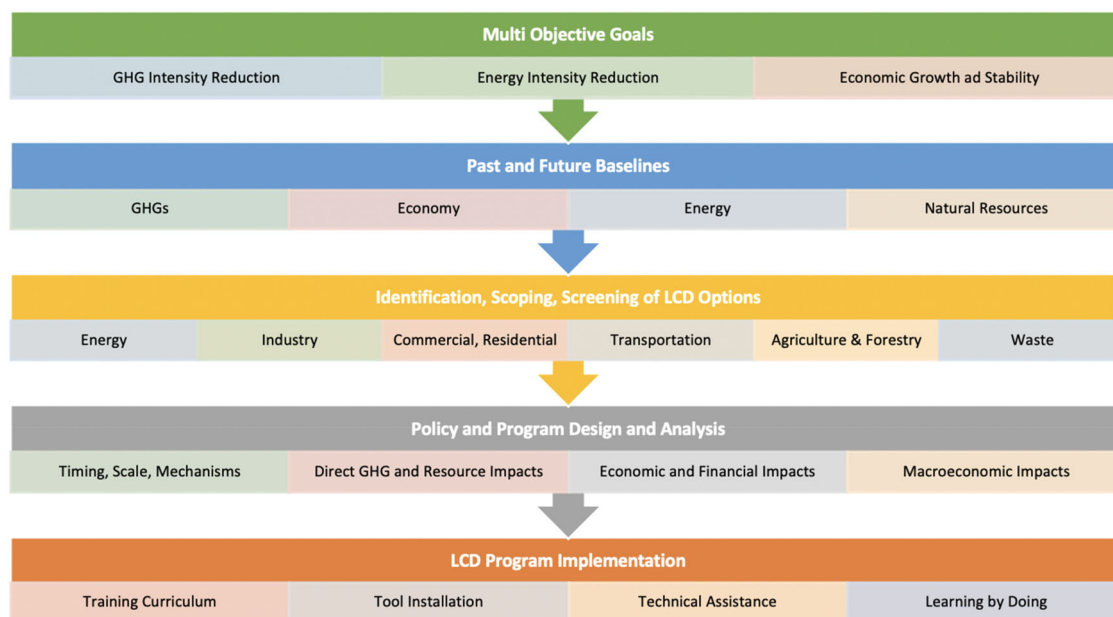 Multi Objective Goals
GHG Intensity Reduction
Energy Intensity Reduction
Economic Growth ad Stability
Past and Future Baselines
GHGs
Economy
Energy
Natural Resources
Identification, Scoping, Screening of LCD Options
Energy
Industry
Commercial, Residential
Transportation
Agriculture & Forestry
Waste
Policy and Program Design and Analysis
Timing, Scale, Mechanisms
Direct GHG and Resource Impacts
Economic and Financial Impacts
Macroeconomic Impacts
LCD Program Implementation
Training Curriculum
Tool Installation
Technical Assistance
Learning by Doing